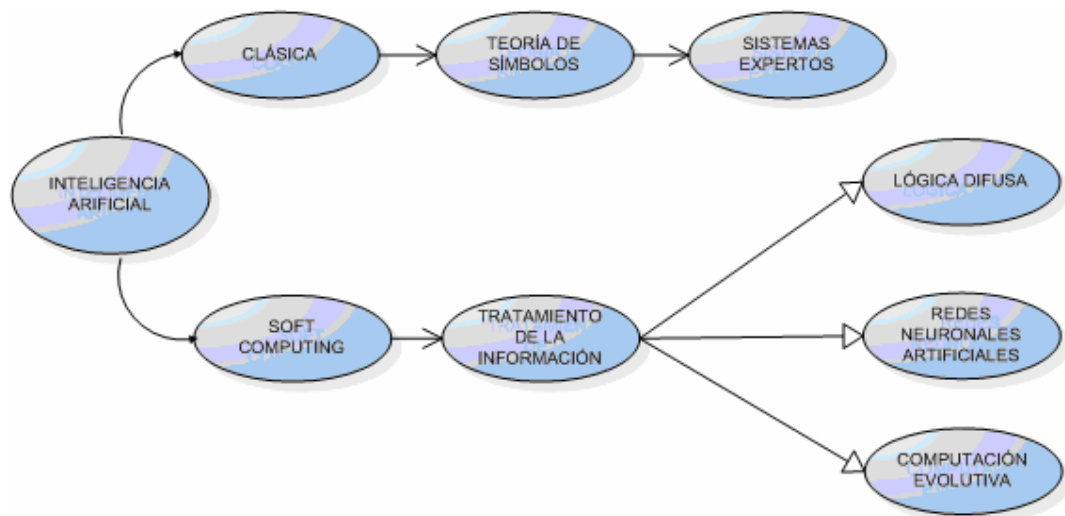 CLÁSICA
TEORÍA DE
SÍMBOLOS
SISTEMAS
EXPERTOS
INTELIGENCIA
ARIFICIAL
LÓGICA DIFUSA
SOFT
COMPUTING
TRATAMIENTO
DE LA
INFORMACIÓN
REDES
NEURONALES
ARTIFICIALES
COMPUTACIÓN
EVOLUTIVA